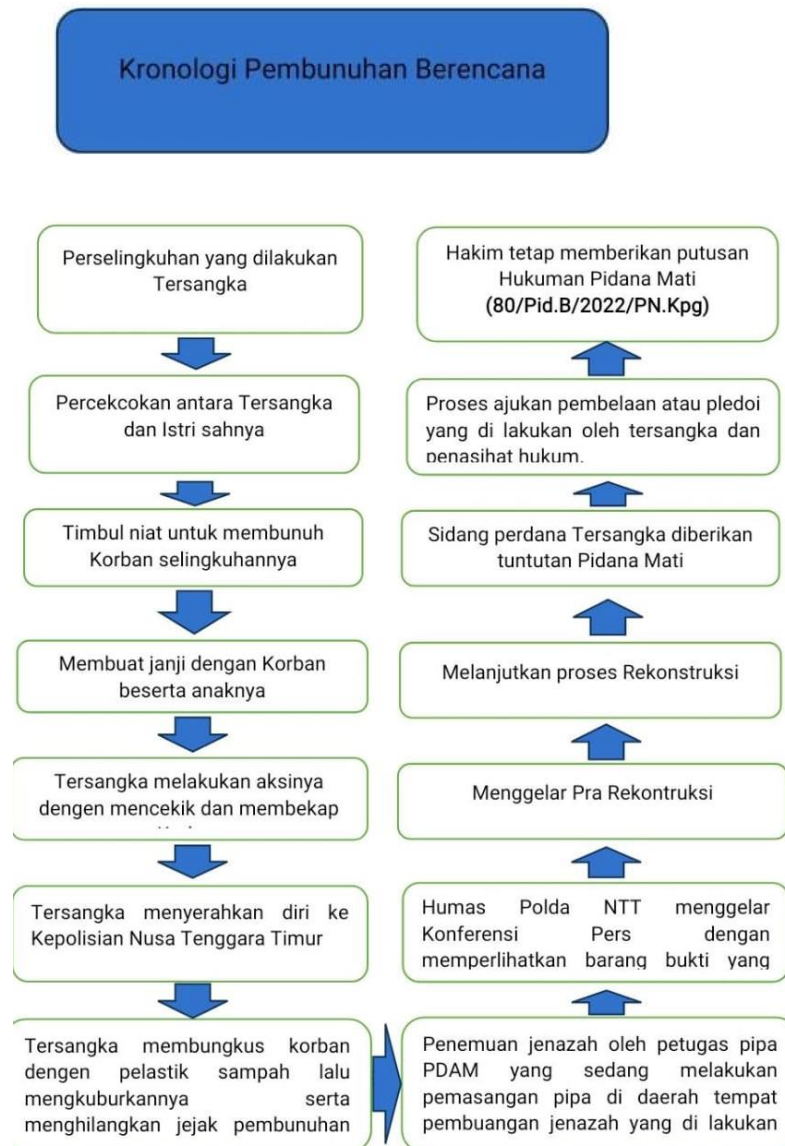 Kronologi Pembunuhan Berencana
Perselingkuhan yang dilakukan
Tersangka
Percekcokan antara Tersangka
dan Istri sahnya
Timbul niat untuk membunuh
Korban selingkuhannya
Membuat janji dengan Korban
beserta anaknya
Tersangka melakukan aksinya
dengen mencekik dan membekap
Tersangka menyerahkan diri ke
Kepolisian Nusa Tenggara Timur
Tersangka membungkus korban
dengan pelastik sampah lalu
mengkuburkannya serta
menghilangkan jejak pembunuhan
Penemuan jenazah oleh petugas pipa
PDAM yang sedang melakukan
pemasangan pipa di daerah tempat
pembuangan jenazah yang di lakukan
Humas Polda NTT menggelar
Konferensi Pers dengan
memperlihatkan barang bukti yang
Menggelar Pra Rekontruksi
Melanjutkan proses Rekonstruksi
Sidang perdana Tersangka diberikan
tuntutan Pidana Mati
Proses ajukan pembelaan atau pledoi
yang di lakukan oleh tersangka dan
penasihat hukum.
Hakim tetap memberikan putusan
Hukuman Pidana Mati
(80/Pid.B/2022/PN.Kpg)